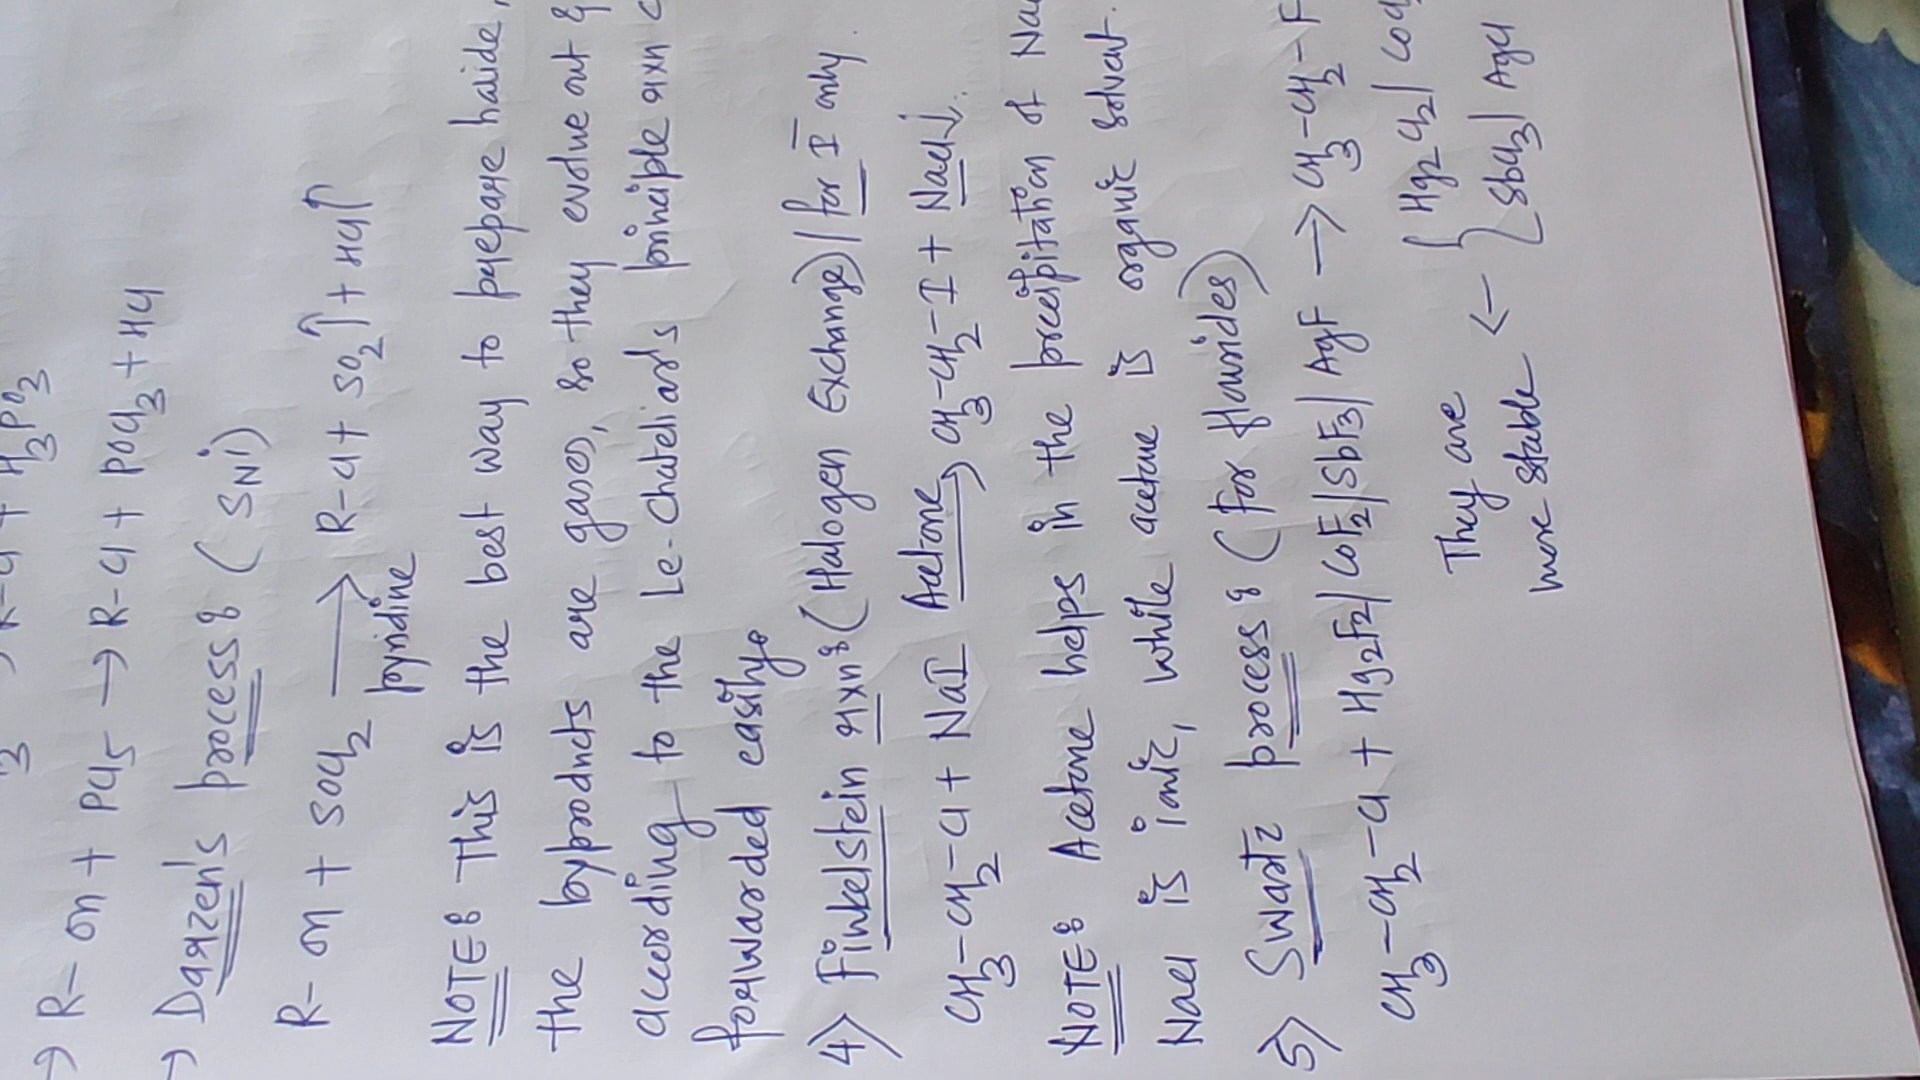 R-Cl + H3PO3
→ R-OH + PCl5 → R-Cl + POCl3 + HCl
→ Darzen's process: (SNi)
R-OH + SOCl2 ⟶ R-Cl + SO2↑ + HCl↑
pyridine
NOTE: This is the best way to prepare halide,
the byproducts are gases, so they evolve out &
according to the Le-Chatelier's principle rxn
forwarded easily.
4) Finkelstein rxn: (Halogen Exchange) / for I⁻ only.
CH3-CH2-Cl + NaI Acetone→ CH3-CH2-I + NaCl↓.
NOTE: Acetone helps in the precipitation of
NaCl is ionic, while acetone is organic solvent.
5) Swartz process: (For flourides)
CH3-CH2-Cl + Hg2F2 / CoF2 / SbF3 / AgF → CH3-CH2-F
They are more stable ← { Hg2Cl2 /
SbCl3 / AgCl